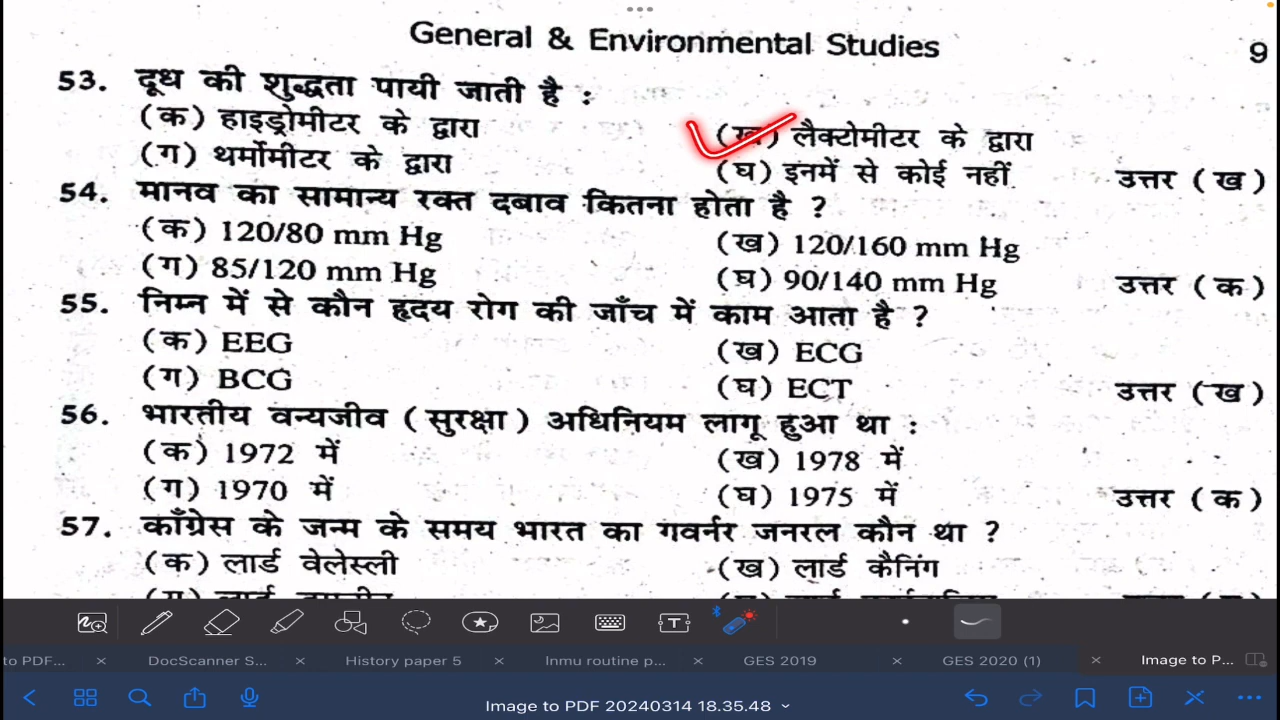 General & Environmental Studies
9
53. दूध की शुद्धता पायी जाती है :
(क) हाइड्रोमीटर के द्वारा (ख) लैक्टोमीटर के द्वारा
(ग) थर्मोमीटर के द्वारा (घ) इनमें से कोई नहीं उत्तर (ख)
54. मानव का सामान्य रक्त दबाव कितना होता है ?
(क) 120/80 mm Hg (ख) 120/160 mm Hg
(ग) 85/120 mm Hg (घ) 90/140 mm Hg उत्तर (क)
55. निम्न में से कौन हृदय रोग की जाँच में काम आता है ?
(क) EEG (ख) ECG
(ग) BCG (घ) ECT उत्तर (ख)
56. भारतीय वन्यजीव (सुरक्षा) अधिनियम लागू हुआ था :
(क) 1972 में (ख) 1978 में
(ग) 1970 में (घ) 1975 में उत्तर (क)
57. काँग्रेस के जन्म के समय भारत का गवर्नर जनरल कौन था ?
(क) लार्ड वेलेस्ली (ख) लार्ड कैनिंग
to PDF... DocScanner S... History paper 5 Inmu routine p... GES 2019 GES 2020 (1) Image to P...
Image to PDF 20240314 18.35.48